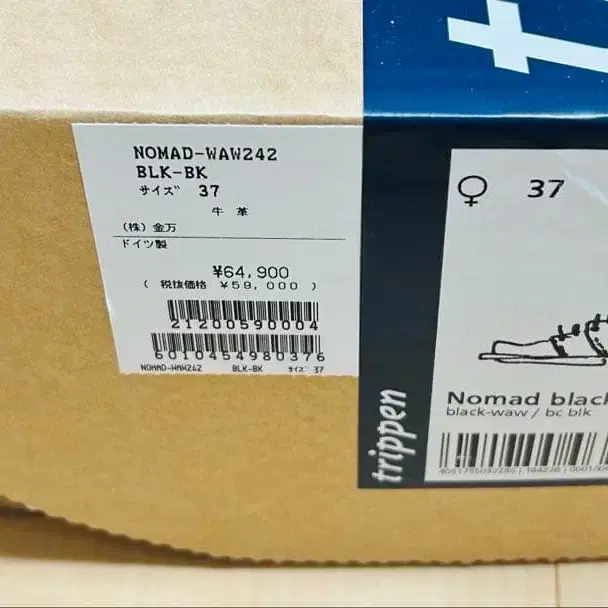 NOMAD-WAW242
BLK-BK
サイズ 37
牛 革
(株) 金万
ドイツ製
¥64,900
( 税抜価格 ¥59,000 )
21200590004
6010454980376
NOMAD-WAW242 BLK-BK サイズ 37
♀ 37
Nomad black
black-waw / bc blk
trippen